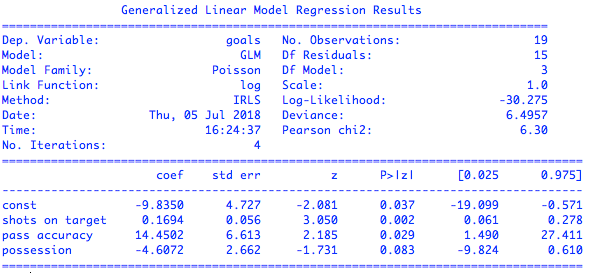 Generalized Linear Model Regression Results
==============================================================================
Dep. Variable: goals No. Observations: 19
Model: GLM Df Residuals: 15
Model Family: Poisson Df Model: 3
Link Function: log Scale: 1.0
Method: IRLS Log-Likelihood: -30.275
Date: Thu, 05 Jul 2018 Deviance: 6.4957
Time: 16:24:37 Pearson chi2: 6.30
No. Iterations: 4
==============================================================================
coef std err z P>|z| [0.025 0.975]
------------------------------------------------------------------------------
const -9.8350 4.727 -2.081 0.037 -19.099 -0.571
shots on target 0.1694 0.056 3.050 0.002 0.061 0.278
pass accuracy 14.4502 6.613 2.185 0.029 1.490 27.411
possession -4.6072 2.662 -1.731 0.083 -9.824 0.610
==============================================================================